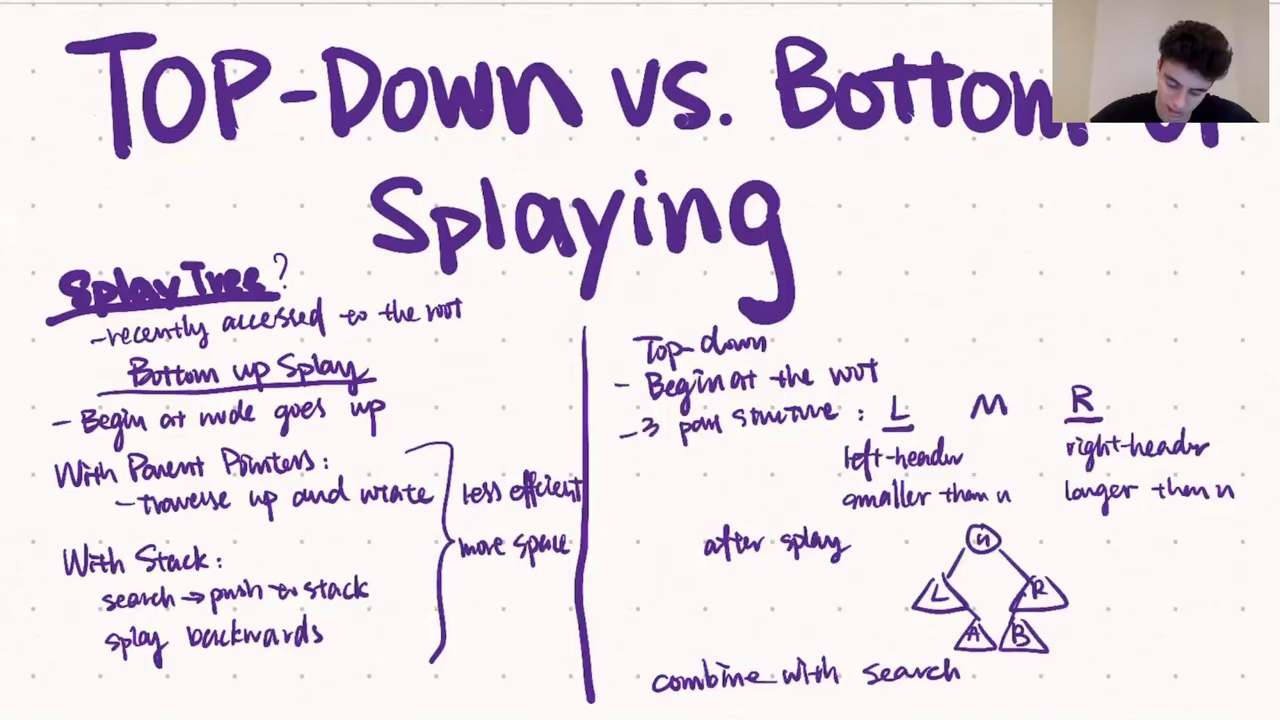 TOP-Down vs. Bottom
Splaying
Splay Tree?
-recently accessed to the root
Bottom up Splay
- Begin at node goes up
With Parent Pointers:
-traverse up and
With Stack:
search → push to stack
splay backwards
less efficient
more space
Top-down
- Begin at the root
- 3 part structure : L M R
left-header
smaller than n
right-header
longer than n
after splay
n
L R
A B
combine with search